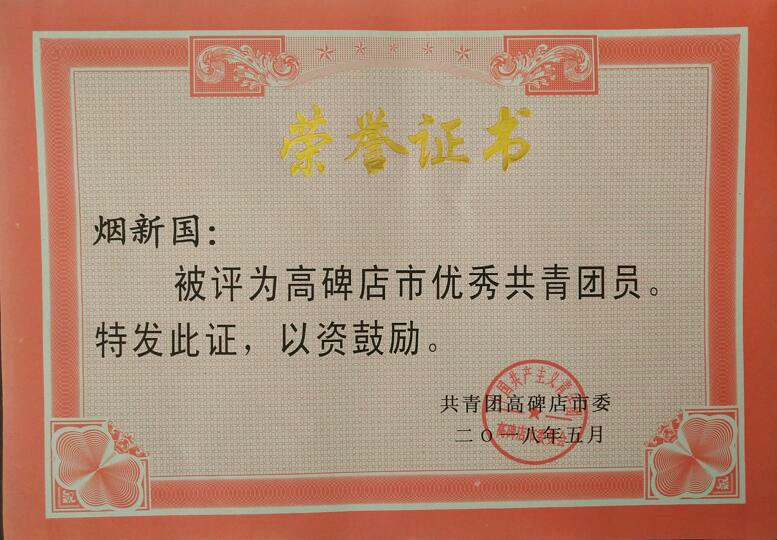 荣誉证书
烟新国：
被评为高碑店市优秀共青团员。
特发此证，以资鼓励。
共青团高碑店市委
二〇一八年五月